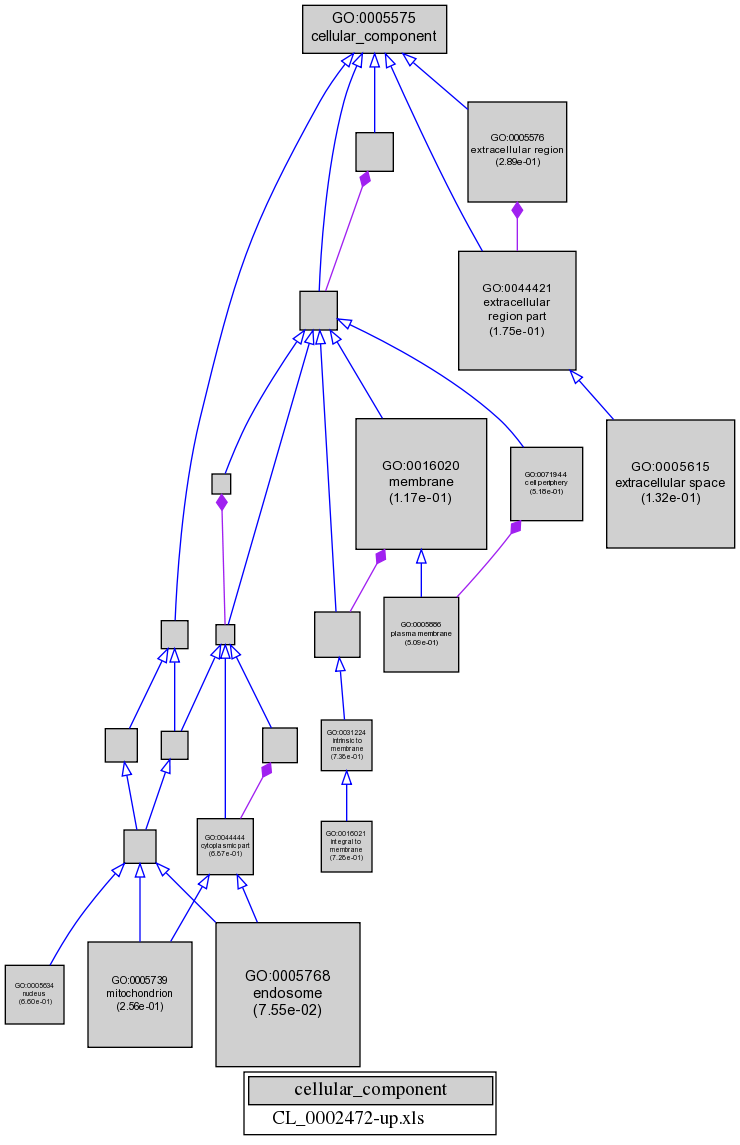 GO:0005575
cellular_component
GO:0005576
extracellular region
(2.89e-01)
GO:0044421
extracellular
region part
(1.75e-01)
GO:0016020
membrane
(1.17e-01)
GO:0071944
cell periphery
(5.18e-01)
GO:0005615
extracellular space
(1.32e-01)
GO:0005886
plasma membrane
(5.09e-01)
GO:0031224
intrinsic to
membrane
(7.36e-01)
GO:0044444
cytoplasmic part
(6.67e-01)
GO:0016021
integral to
membrane
(7.26e-01)
GO:0005634
nucleus
(6.60e-01)
GO:0005739
mitochondrion
(2.56e-01)
GO:0005768
endosome
(7.55e-02)
cellular_component
CL_0002472-up.xls